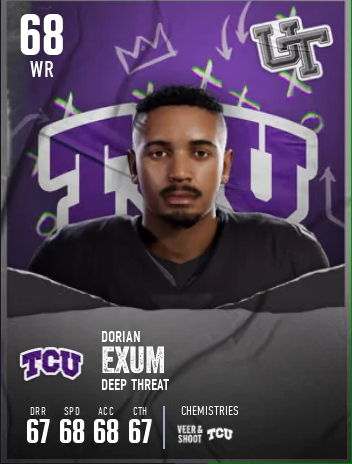 68
WR
UT
TCU
DORIAN
EXUM
TCU
DEEP THREAT
DRR SPD ACC CTH
67 68 68 67
CHEMISTRIES
VEER &
SHOOT
TCU